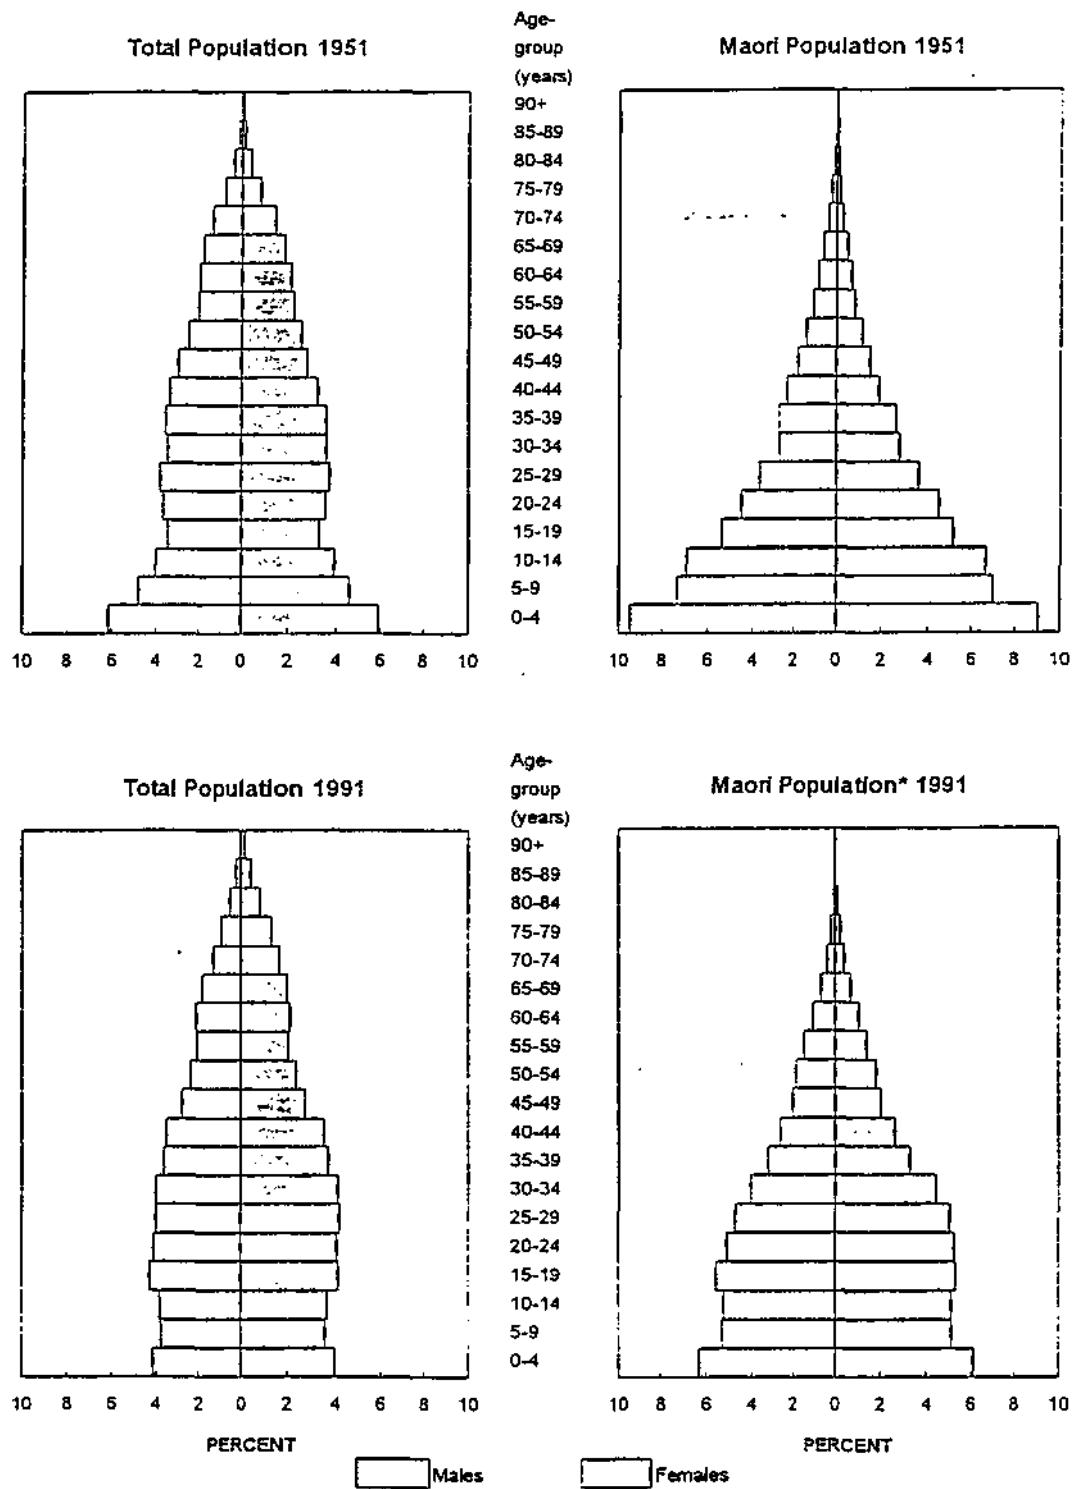 Total Population 1951
Age-
group
(years)
Maori Population 1951
90+
85-89
80-84
75-79
70-74
65-69
60-64
55-59
50-54
45-49
40-44
35-39
30-34
25-29
20-24
15-19
10-14
5-9
0-4
10 8 6 4 2 0 2 4 6 8 10
10 8 6 4 2 0 2 4 6 8 10
Total Population 1991
Age-
group
(years)
Maori Population* 1991
90+
85-89
80-84
75-79
70-74
65-69
60-64
55-59
50-54
45-49
40-44
35-39
30-34
25-29
20-24
15-19
10-14
5-9
0-4
10 8 6 4 2 0 2 4 6 8 10
10 8 6 4 2 0 2 4 6 8 10
PERCENT
PERCENT
Males
Females